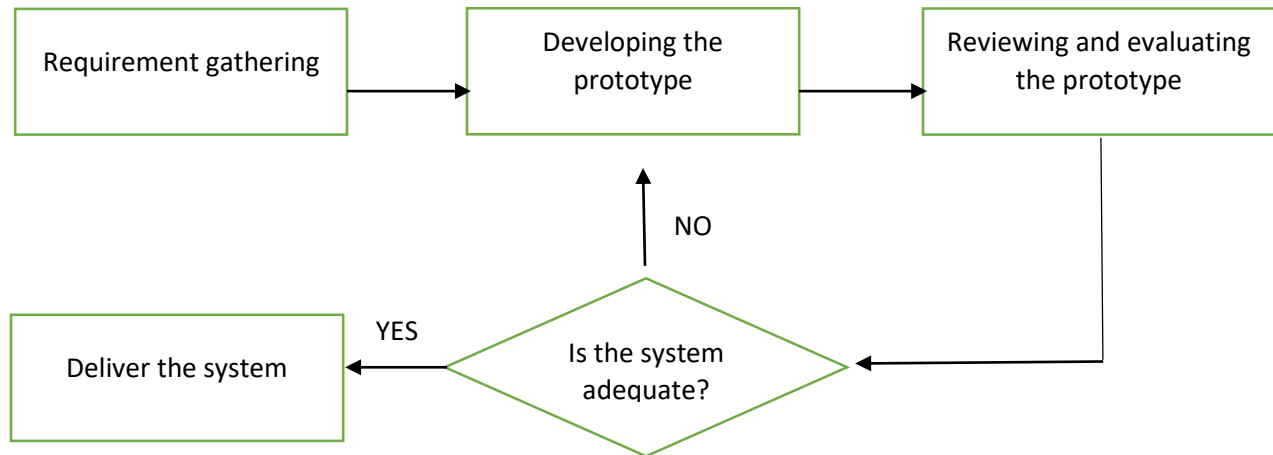 Requirement gathering
Developing the
prototype
Reviewing and evaluating
the prototype
NO
YES
Is the system
adequate?
Deliver the system